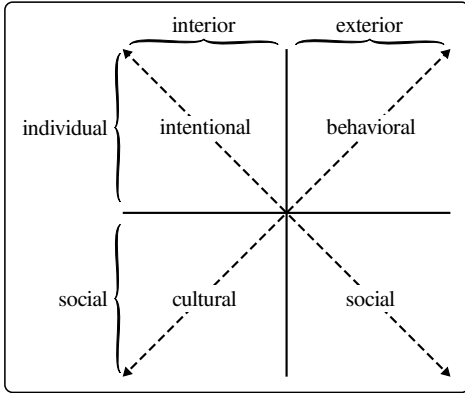 interior exterior
individual intentional behavioral
social cultural social